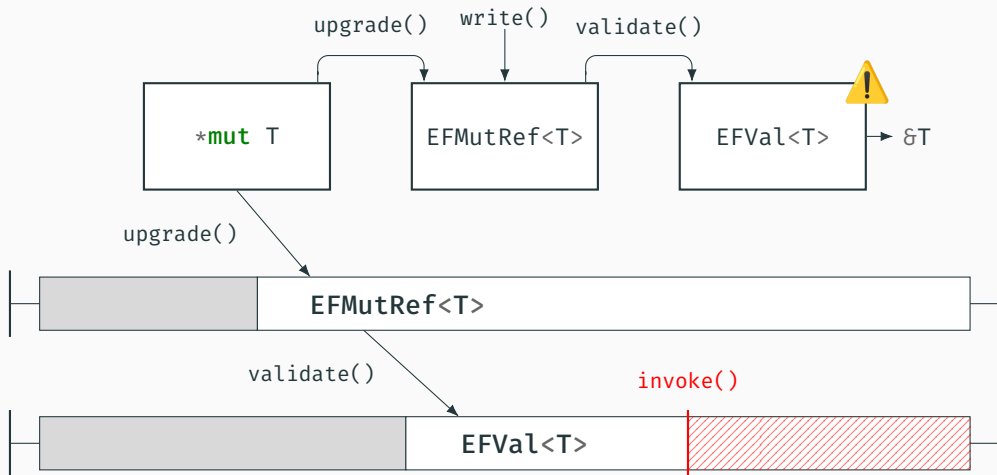 write()
upgrade()
validate()
*mut T
EFMutRef<T>
EFVal<T>
&T
upgrade()
EFMutRef<T>
validate()
invoke()
EFVal<T>